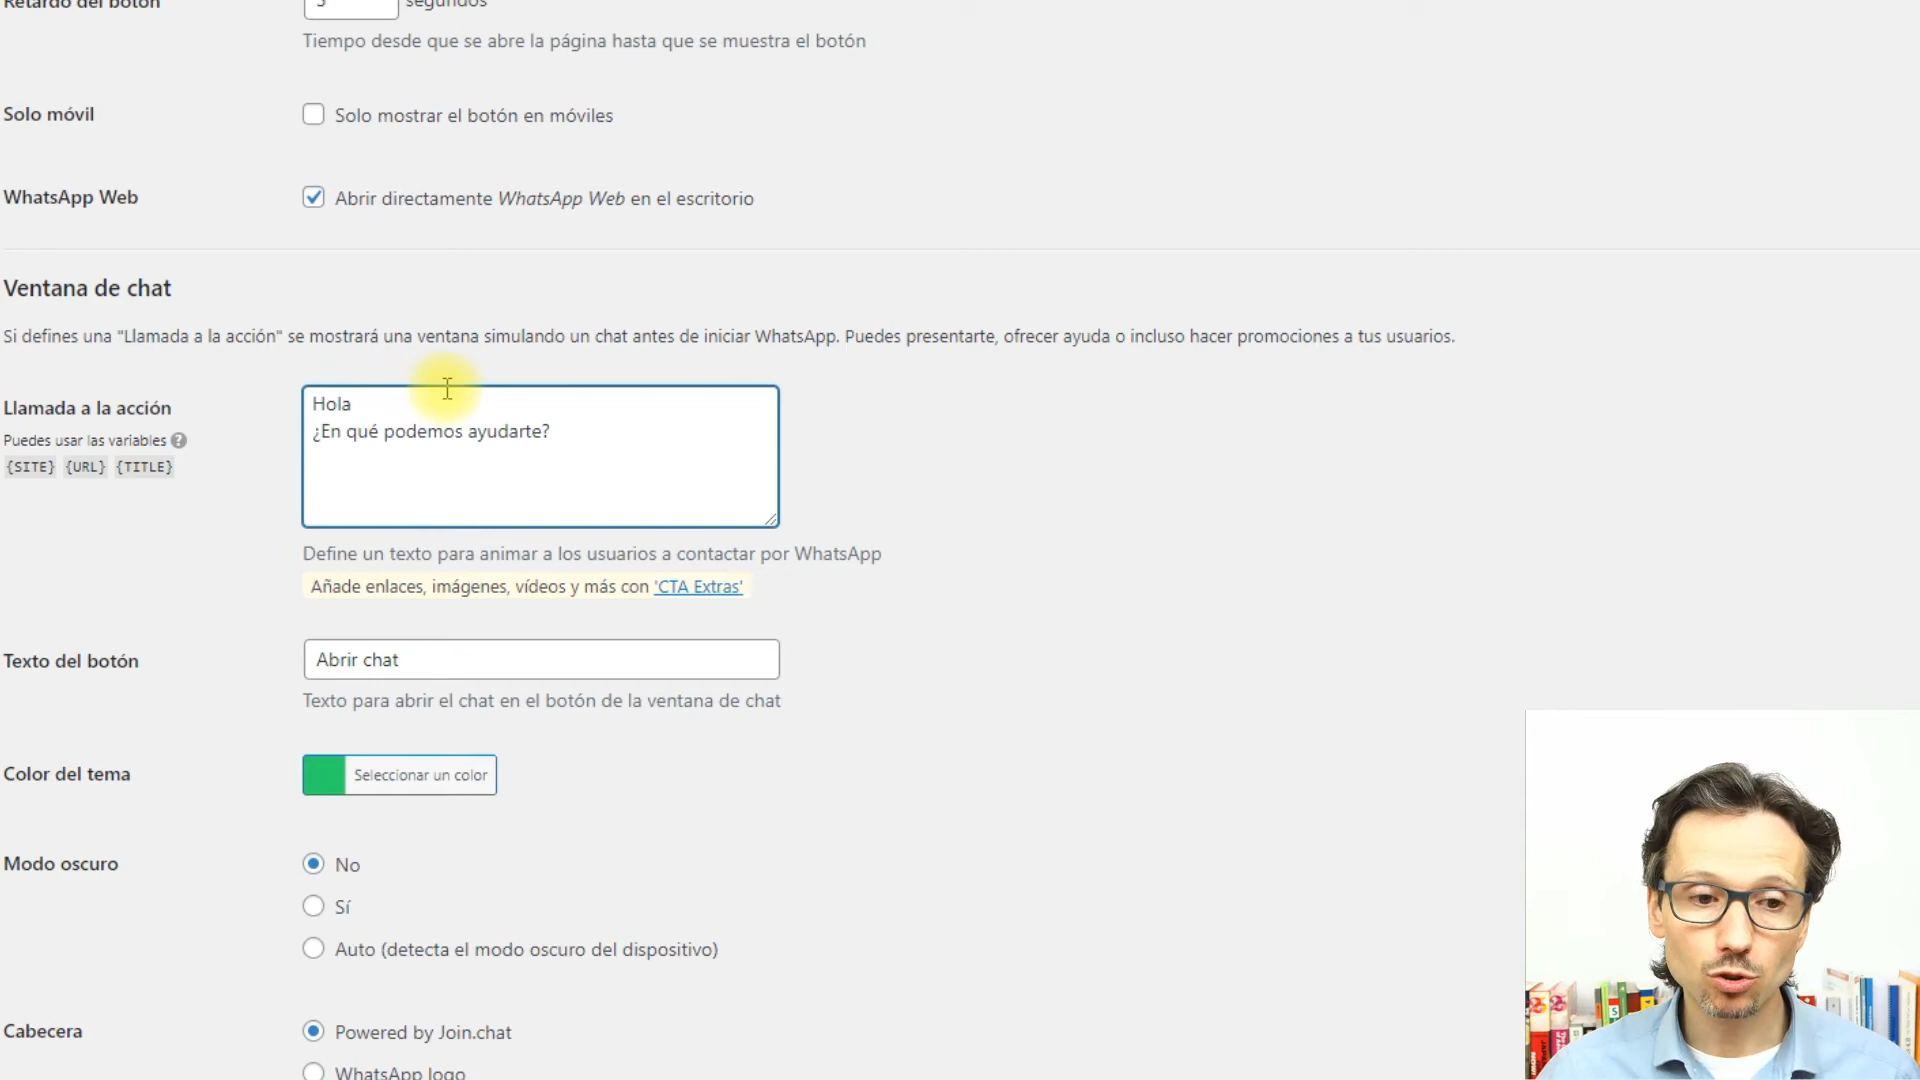 Retardo del botón
segundos
Tiempo desde que se abre la página hasta que se muestra el botón
Solo móvil
Solo mostrar el botón en móviles
WhatsApp Web
Abrir directamente WhatsApp Web en el escritorio
Ventana de chat
Si defines una "Llamada a la acción" se mostrará una ventana simulando un chat antes de iniciar WhatsApp. Puedes presentarte, ofrecer ayuda o incluso hacer promociones a tus usuarios.
Llamada a la acción
Puedes usar las variables ?
{SITE} {URL} {TITLE}
Hola
¿En qué podemos ayudarte?
Define un texto para animar a los usuarios a contactar por WhatsApp
Añade enlaces, imágenes, vídeos y más con 'CTA Extras'
Texto del botón
Abrir chat
Texto para abrir el chat en el botón de la ventana de chat
Color del tema
Seleccionar un color
Modo oscuro
No
Sí
Auto (detecta el modo oscuro del dispositivo)
Cabecera
Powered by Join.chat
WhatsApp logo